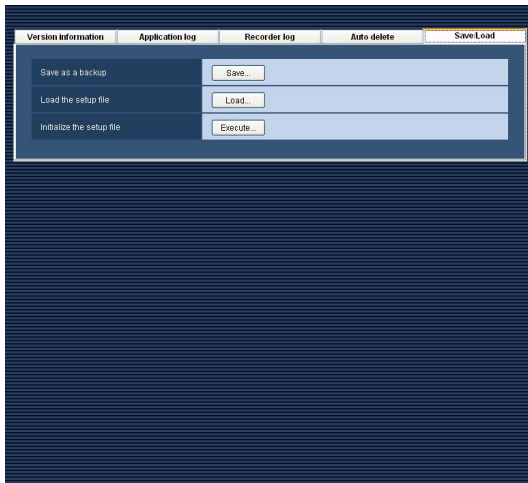 Version information
Application log
Recorder log
Auto delete
Save/Load
Save as a backup
Save...
Load the setup file
Load...
Initialize the setup file
Execute...